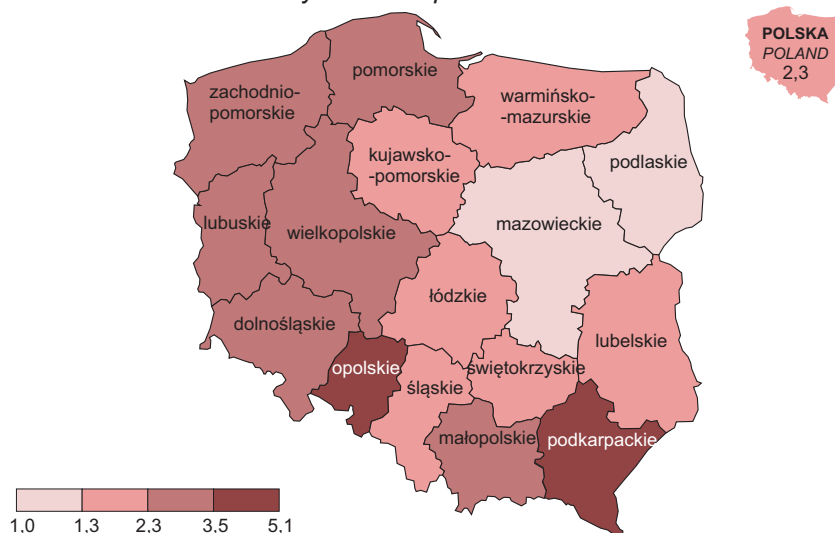 POLSKA
POLAND
2,3
pomorskie
zachodnio-
pomorskie
warmińsko-
-mazurskie
kujawsko-
-pomorskie
podlaskie
lubuskie
wielkopolskie
mazowieckie
łódzkie
dolnośląskie
lubelskie
opolskie
śląskie
świętokrzyskie
małopolskie
podkarpackie
1,0 1,3 2,3 3,5 5,1